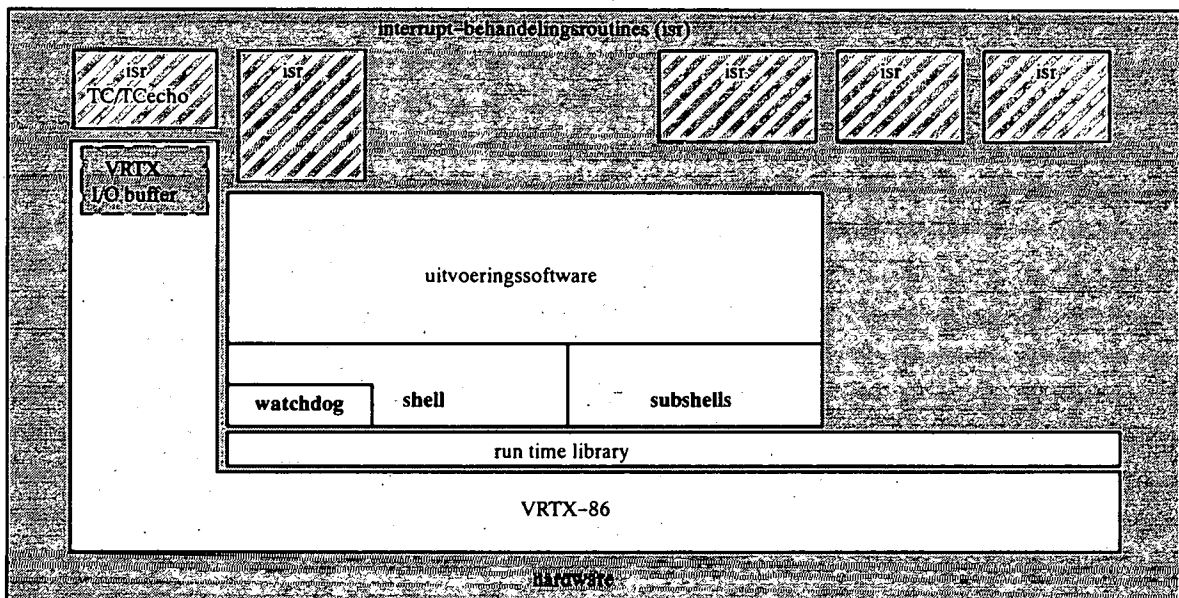 interrupt-behandelingsroutines (isr)
isr
TC/TCecho
isr
isr
isr
isr
VRTX
I/O buffer
uitvoeringssoftware
watchdog
shell
subshells
run time library
VRTX-86
hardware